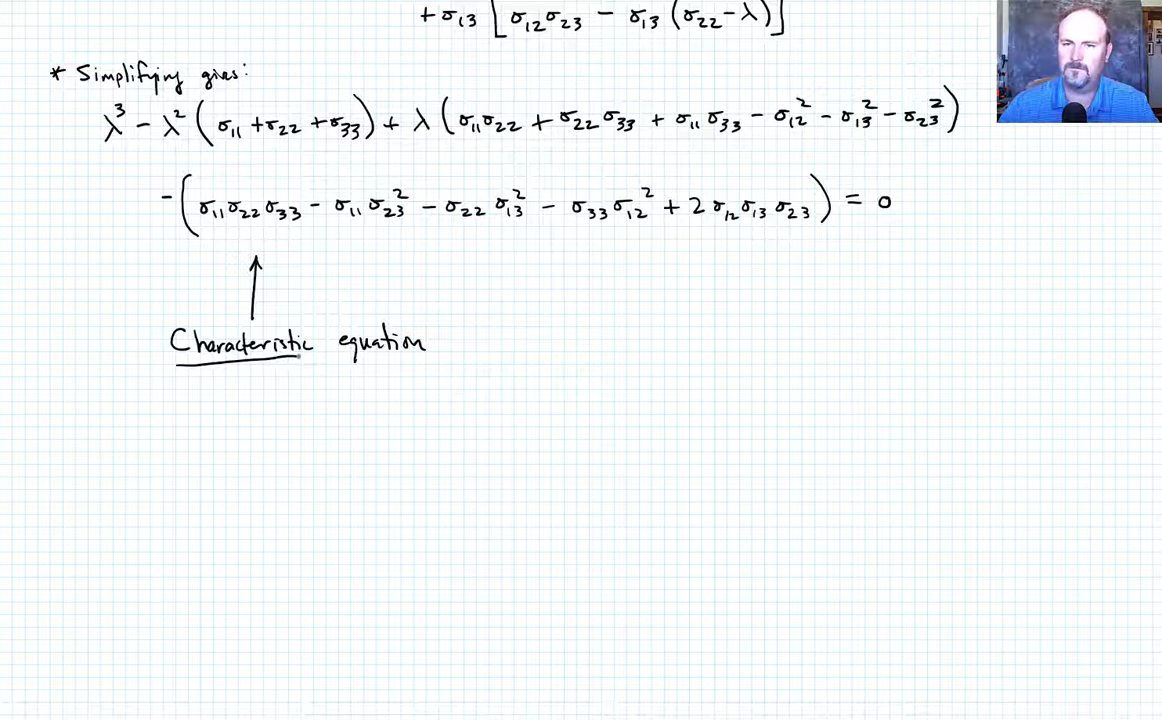 + σ₁₃ [ σ₁₂σ₂₃ − σ₁₃ (σ₂₂ − λ) ]
* Simplifying gives:
λ³ − λ² ( σ₁₁ + σ₂₂ + σ₃₃ ) + λ ( σ₁₁σ₂₂ + σ₂₂σ₃₃ + σ₁₁σ₃₃ − σ₁₂² − σ₁₃² − σ₂₃² )
− ( σ₁₁σ₂₂σ₃₃ − σ₁₁σ₂₃² − σ₂₂σ₁₃² − σ₃₃σ₁₂² + 2σ₁₂σ₁₃σ₂₃ ) = 0
Characteristic equation